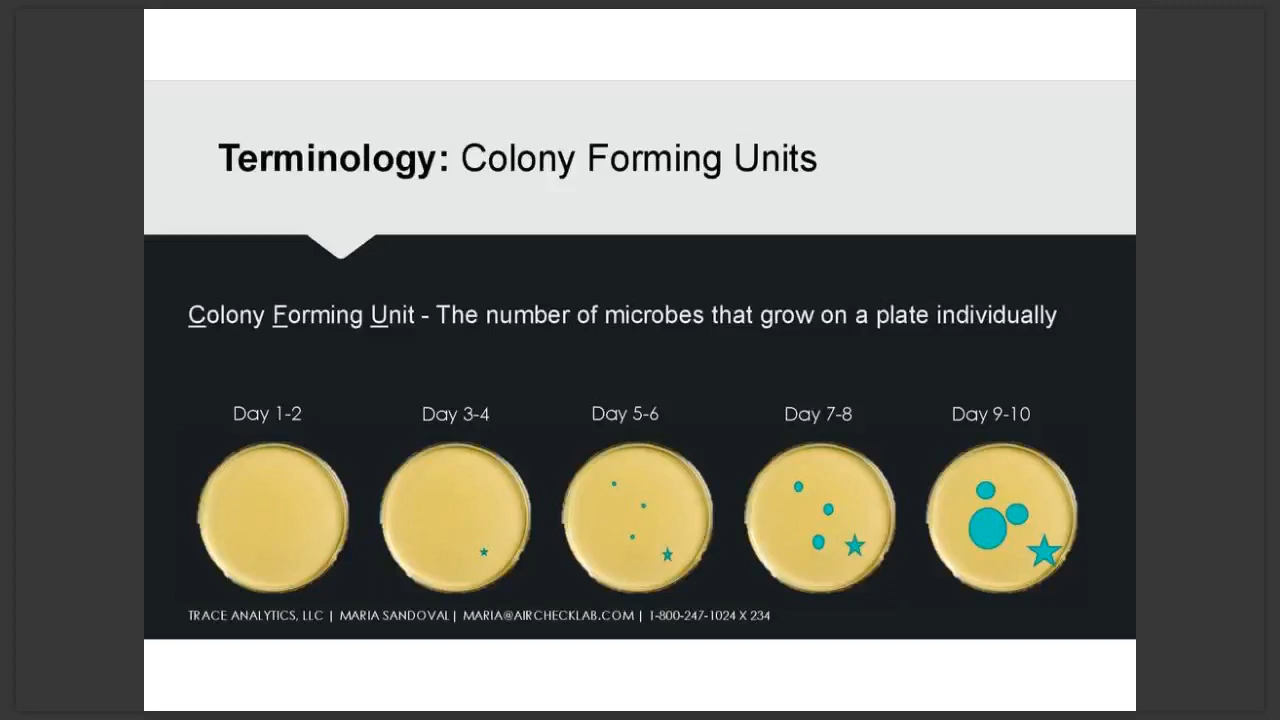 Terminology: Colony Forming Units
Colony Forming Unit - The number of microbes that grow on a plate individually
Day 1-2 Day 3-4 Day 5-6 Day 7-8 Day 9-10
TRACE ANALYTICS, LLC | MARIA SANDOVAL| MARIA@AIRCHECKLAB.COM | 1-800-247-1024 X 234